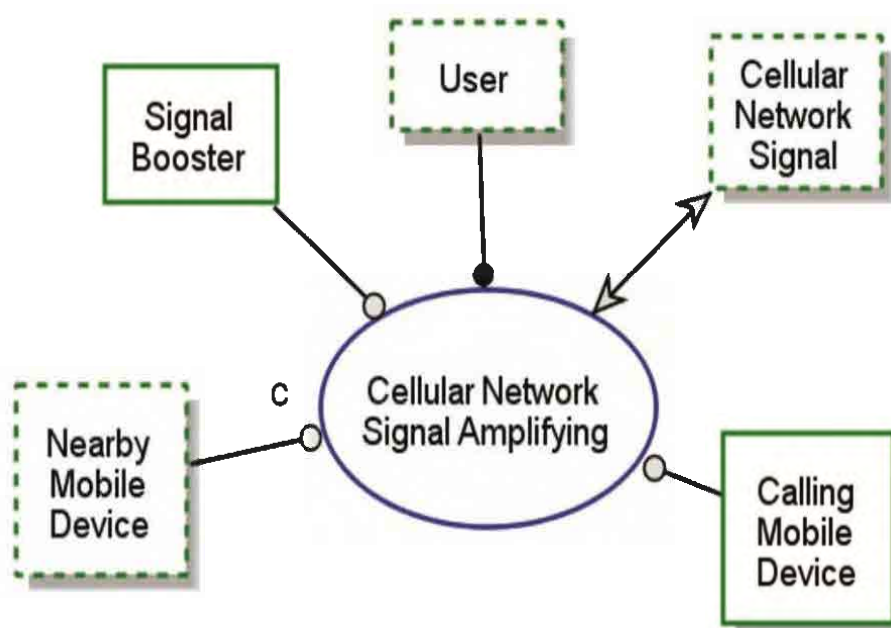 User
Cellular
Network
Signal
Signal
Booster
c
Cellular Network
Signal Amplifying
Nearby
Mobile
Device
Calling
Mobile
Device